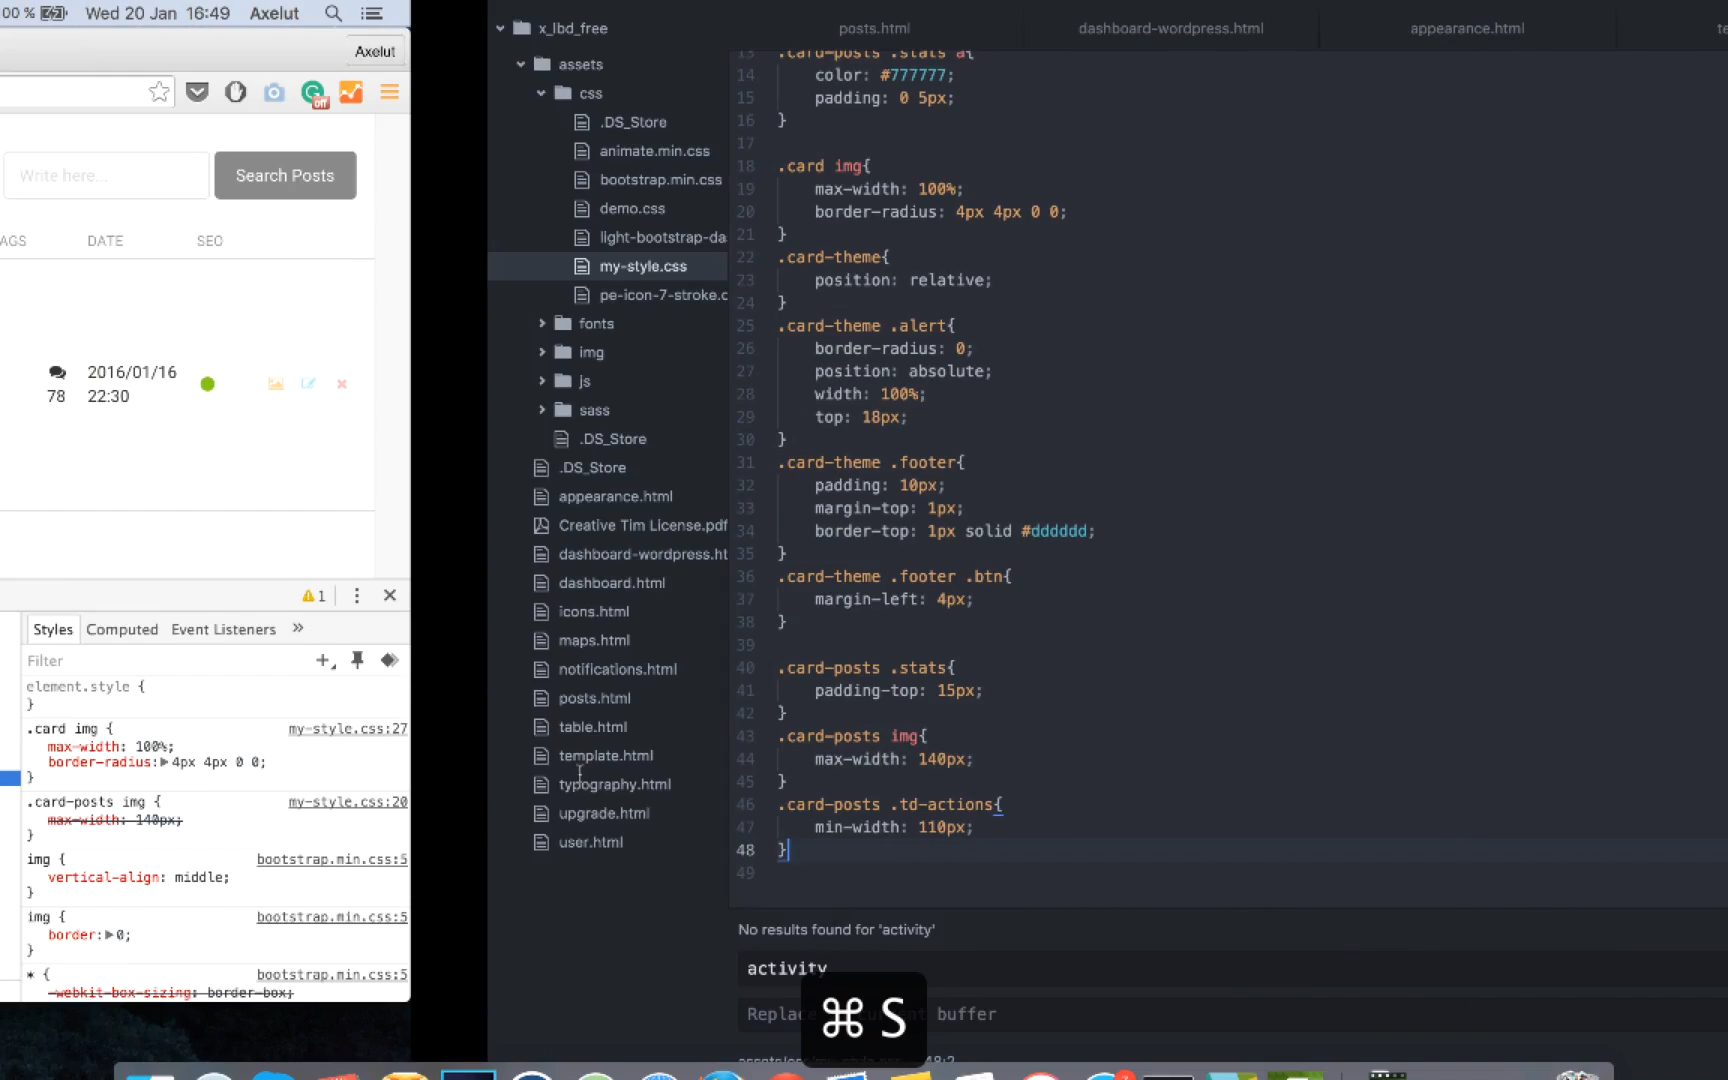 00 %
Wed 20 Jan 16:49 Axelut
Axelut
off
Write here...
Search Posts
AGS
DATE
SEO
78
2016/01/16
22:30
1
Styles
Computed
Event Listeners
»
Filter
element.style {
}
.card img {
my-style.css:27
max-width: 100%;
border-radius: 4px 4px 0 0;
}
.card-posts img {
my-style.css:20
max-width: 140px;
}
img {
bootstrap.min.css:5
vertical-align: middle;
}
img {
bootstrap.min.css:5
border: 0;
}
* {
bootstrap.min.css:5
-webkit-box-sizing: border-box;
x_lbd_free
assets
css
.DS_Store
animate.min.css
bootstrap.min.css
demo.css
light-bootstrap-da
my-style.css
pe-icon-7-stroke.c
fonts
img
js
sass
.DS_Store
.DS_Store
appearance.html
Creative Tim License.pdf
dashboard-wordpress.ht
dashboard.html
icons.html
maps.html
notifications.html
posts.html
table.html
template.html
typography.html
upgrade.html
user.html
posts.html
dashboard-wordpress.html
appearance.html
te
13 .card-posts .stats a{
14 color: #777777;
15 padding: 0 5px;
16 }
17
18 .card img{
19 max-width: 100%;
20 border-radius: 4px 4px 0 0;
21 }
22 .card-theme{
23 position: relative;
24 }
25 .card-theme .alert{
26 border-radius: 0;
27 position: absolute;
28 width: 100%;
29 top: 18px;
30 }
31 .card-theme .footer{
32 padding: 10px;
33 margin-top: 1px;
34 border-top: 1px solid #dddddd;
35 }
36 .card-theme .footer .btn{
37 margin-left: 4px;
38 }
39
40 .card-posts .stats{
41 padding-top: 15px;
42 }
43 .card-posts img{
44 max-width: 140px;
45 }
46 .card-posts .td-actions{
47 min-width: 110px;
48 }
49
No results found for 'activity'
activity
Repla buffer
⌘ S